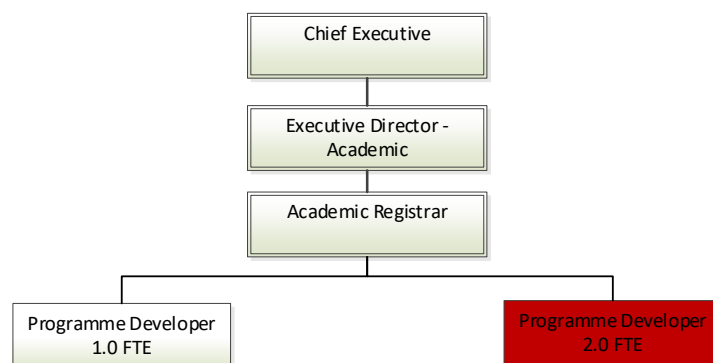 Chief Executive
Executive Director -
Academic
Academic Registrar
Programme Developer
1.0 FTE
Programme Developer
2.0 FTE